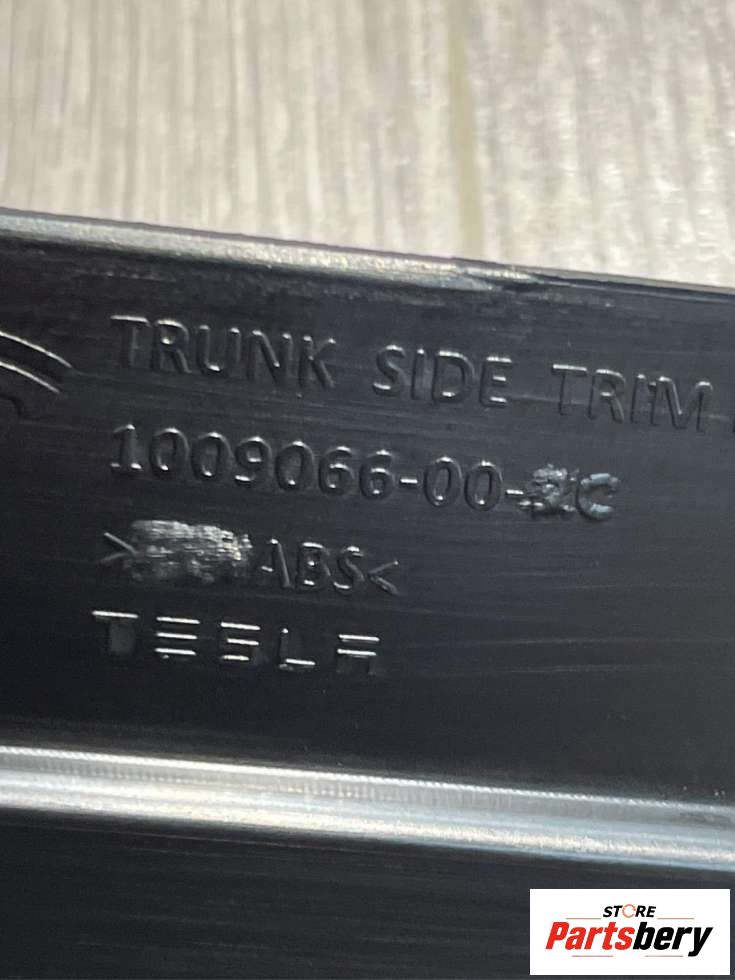 TRUNK SIDE TRIM
1009066-00-
ABS<
TESLA
STORE
Partsbery